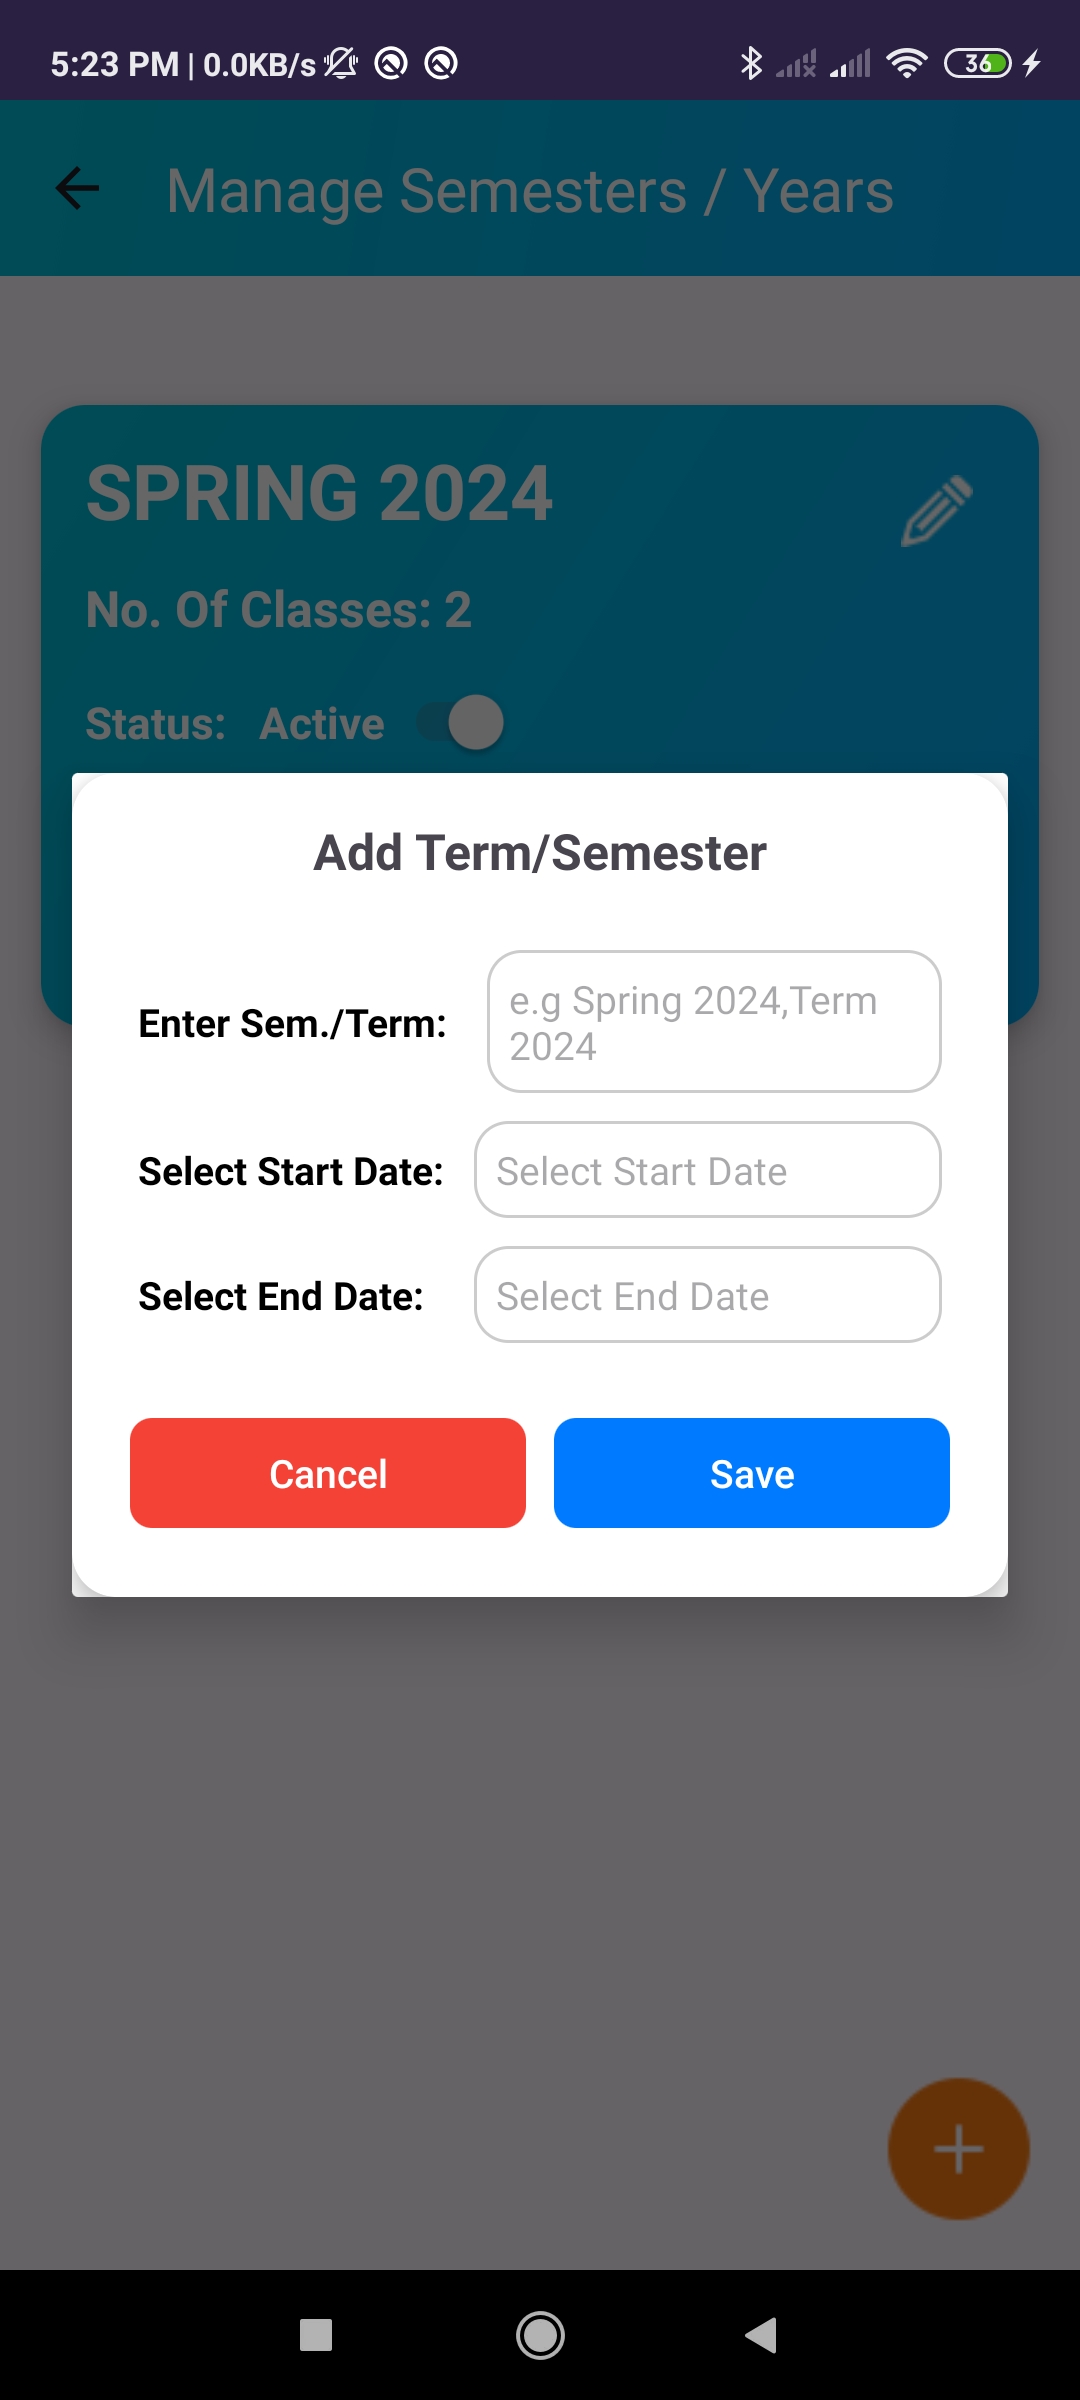 5:23 PM | 0.0KB/s
36
Manage Semesters / Years
SPRING 2024
No. Of Classes: 2
Status: Active
Add Term/Semester
Enter Sem./Term:
e.g Spring 2024,Term
2024
Select Start Date: Select Start Date
Select End Date: Select End Date
Cancel Save